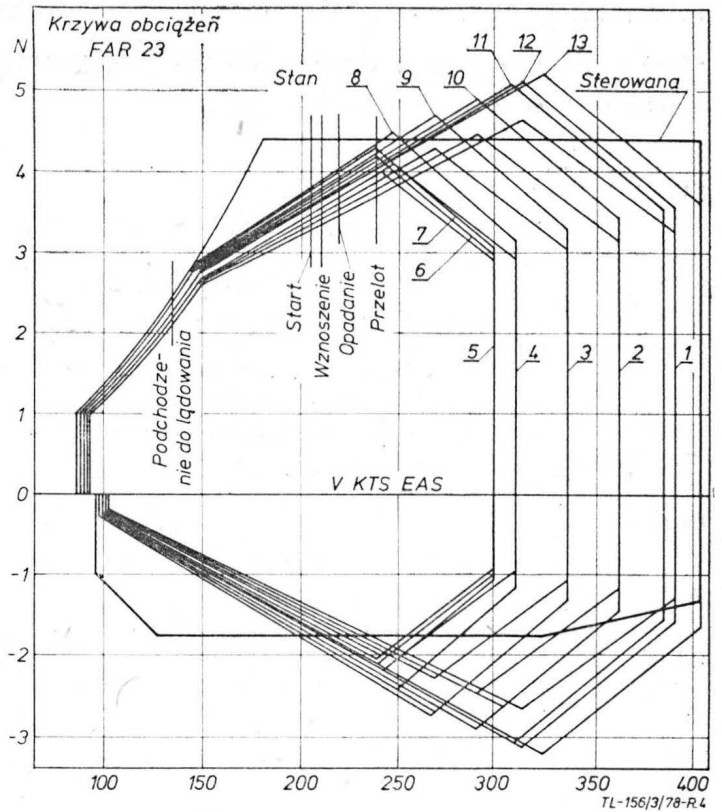 Krzywa obciążeń
FAR 23
N
Stan
8
9
10
11
12
13
Sterowana
5
4
3
2
1
0
-1
-2
-3
7
6
Start
Wznoszenie
Opadanie
Przelot
Podchodze-
nie do lądowania
5
4
3
2
1
V KTS EAS
100
150
200
250
300
350
400
TL-156/3/78-R.4